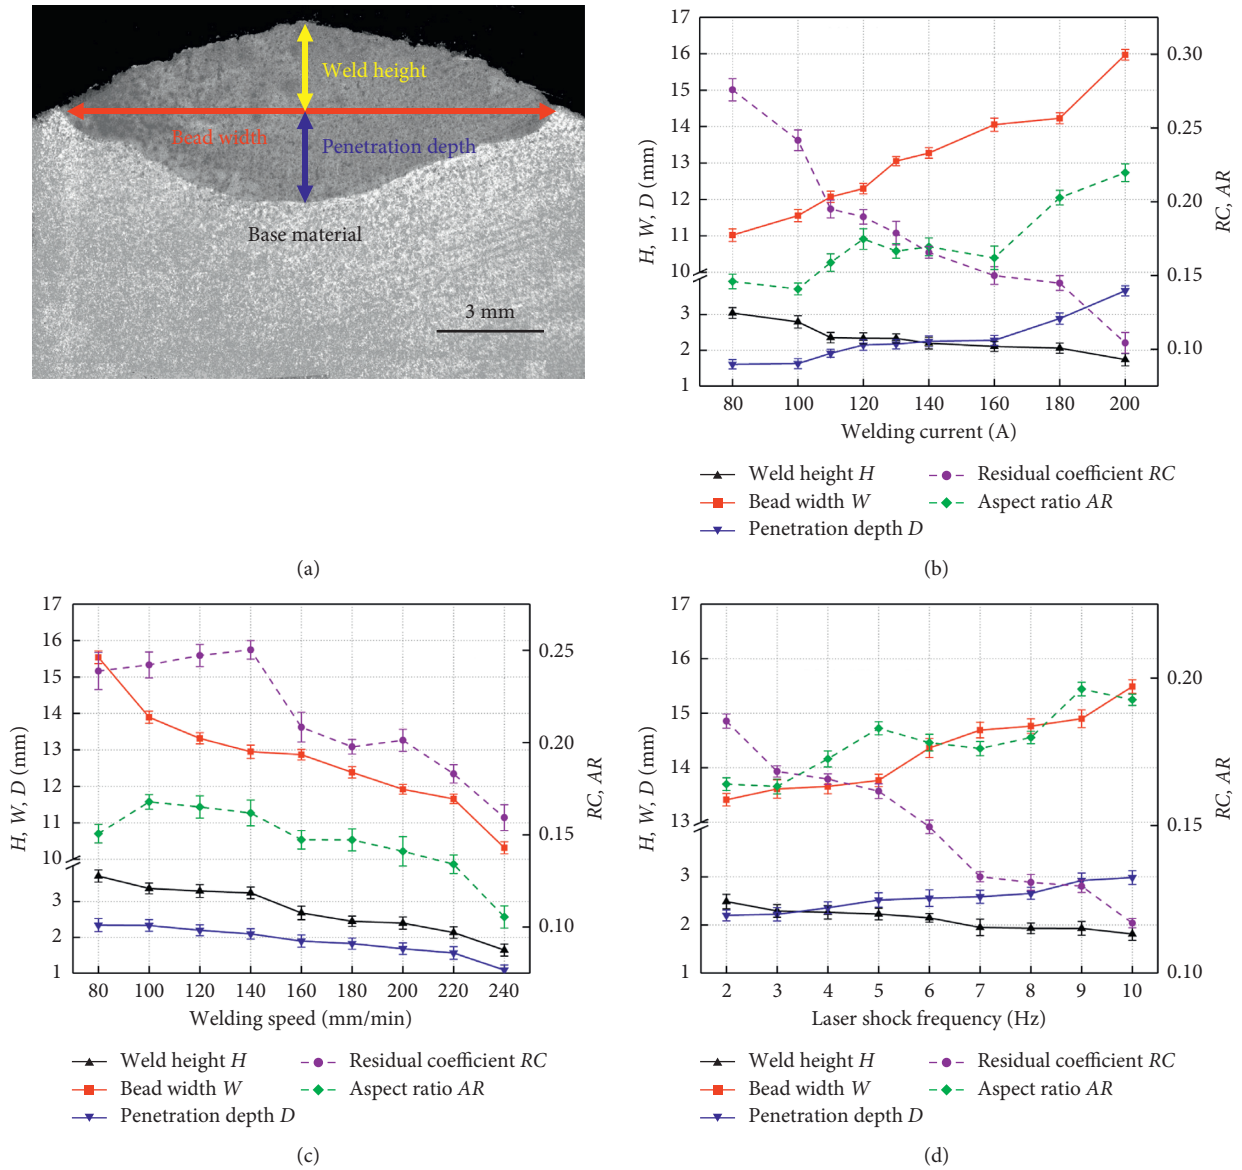 Weld height
Bead width
Penetration depth
Base material
3 mm
(a)
17
16
15
14
13
12
11
10
3
2
1
H, W, D (mm)
0.30
0.25
0.20
0.15
0.10
RC, AR
80 100 120 140 160 180 200
Welding current (A)
Weld height H
Bead width W
Penetration depth D
Residual coefficient RC
Aspect ratio AR
(b)
17
16
15
14
13
12
11
10
3
2
1
H, W, D (mm)
0.25
0.20
0.15
0.10
RC, AR
80 100 120 140 160 180 200 220 240
Welding speed (mm/min)
Weld height H
Bead width W
Penetration depth D
Residual coefficient RC
Aspect ratio AR
(c)
17
16
15
14
13
3
2
1
H, W, D (mm)
0.20
0.15
0.10
RC, AR
2 3 4 5 6 7 8 9 10
Laser shock frequency (Hz)
Weld height H
Bead width W
Penetration depth D
Residual coefficient RC
Aspect ratio AR
(d)